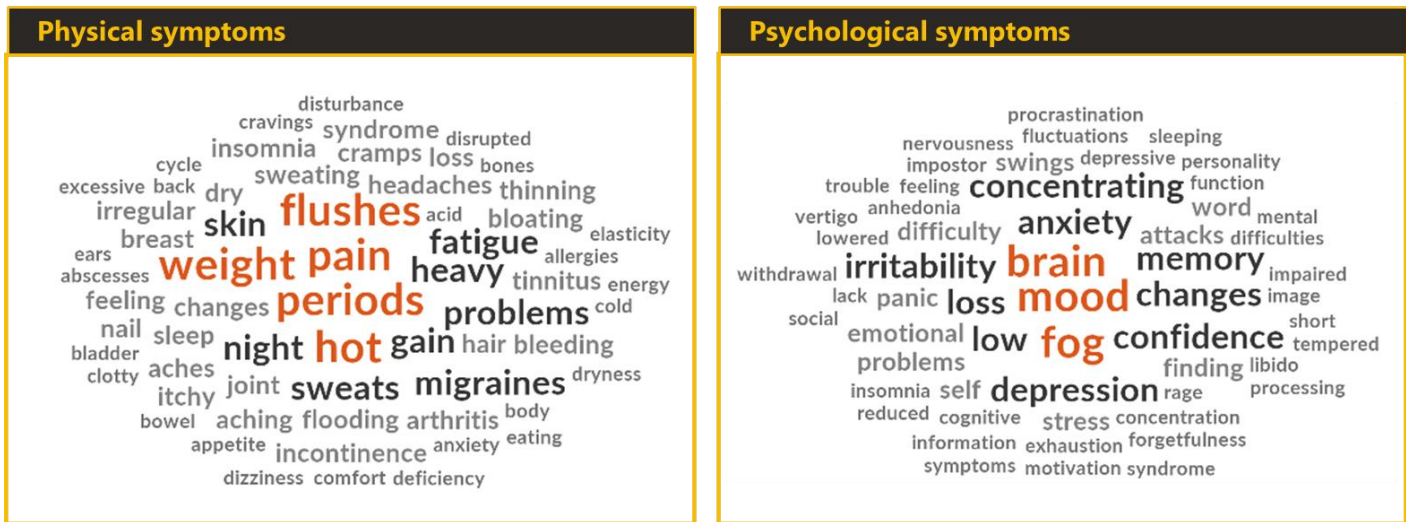 Physical symptoms
disturbance
cravings syndrome disrupted
insomnia cramps loss bones
cycle sweating headaches thinning
excessive back dry flushes acid bloating
irregular skin fatigue elasticity
breast weight pain heavy allergies
ears tinnitus energy
abscesses periods problems cold
feeling changes
nail sleep night hot gain hair bleeding
bladder
clotty aches joint sweats migraines dryness
itchy
bowel aching flooding arthritis body
appetite incontinence anxiety eating
dizziness comfort deficiency
Psychological symptoms
procrastination
nervousness fluctuations sleeping
impostor swings depressive personality
trouble feeling concentrating function
vertigo anhedonia anxiety word mental
lowered difficulty attacks difficulties
withdrawal irritability brain memory impaired
lack panic loss mood changes image
social emotional low fog confidence short
tempered
problems finding libido
insomnia self depression rage processing
reduced cognitive stress concentration
information exhaustion forgetfulness
symptoms motivation syndrome